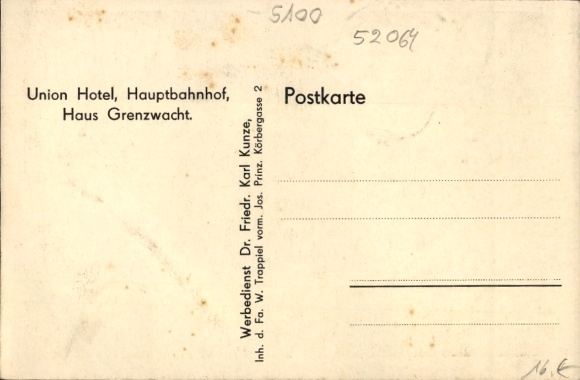 5100
52064
Union Hotel, Hauptbahnhof,
Haus Grenzwacht.
Werbedienst Dr. Friedr. Karl Kunze,
Inh. d. Fa. W. Trappiel vorm. Jos. Prinz. Körbergasse 2
Postkarte
16.€